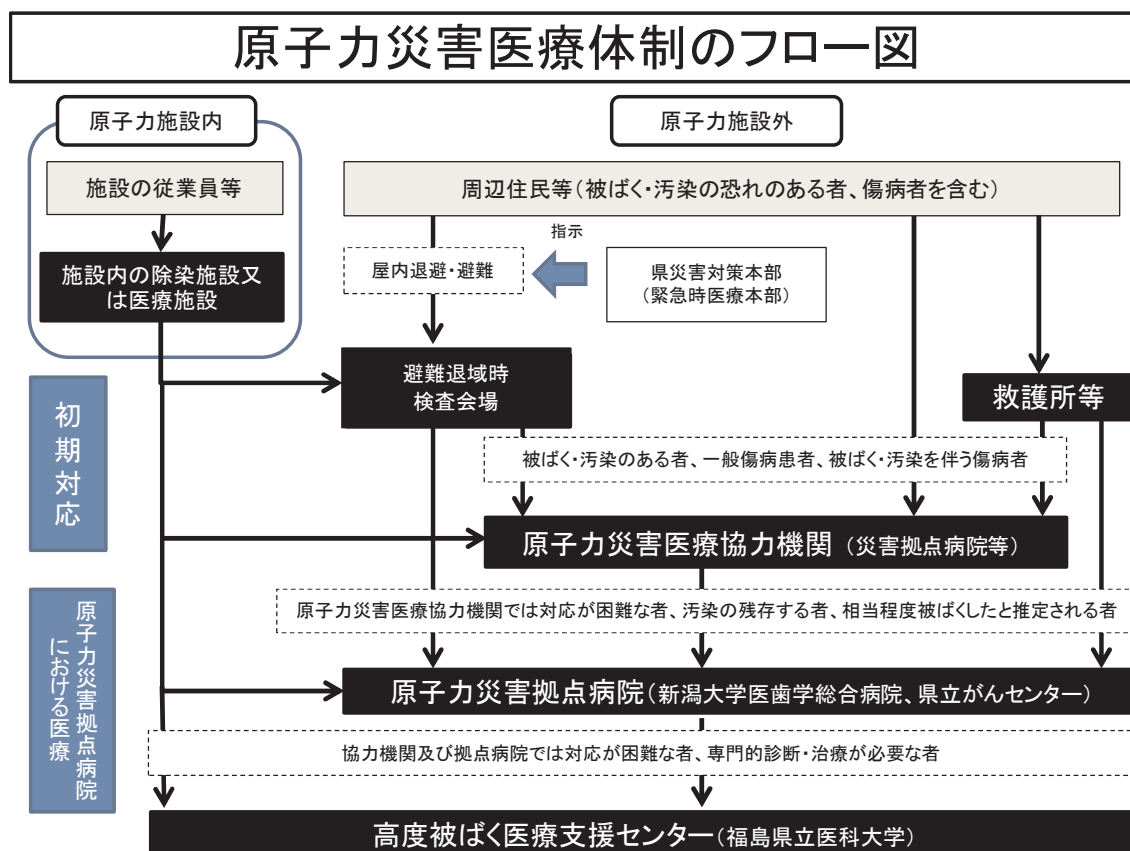 原子力災害医療体制のフロー図
原子力施設内
原子力施設外
施設の従業員等
周辺住民等(被ばく・汚染の恐れのある者、傷病者を含む)
指示
屋内退避・避難
県災害対策本部
(緊急時医療本部)
施設内の除染施設又
は医療施設
初期対応
避難退域時
検査会場
救護所等
被ばく・汚染のある者、一般傷病患者、被ばく・汚染を伴う傷病者
原子力災害医療協力機関 (災害拠点病院等)
原子力災害拠点病院
における医療
原子力災害医療協力機関では対応が困難な者、汚染の残存する者、相当程度被ばくしたと推定される者
原子力災害拠点病院(新潟大学医歯学総合病院、県立がんセンター)
協力機関及び拠点病院では対応が困難な者、専門的診断・治療が必要な者
高度被ばく医療支援センター(福島県立医科大学)